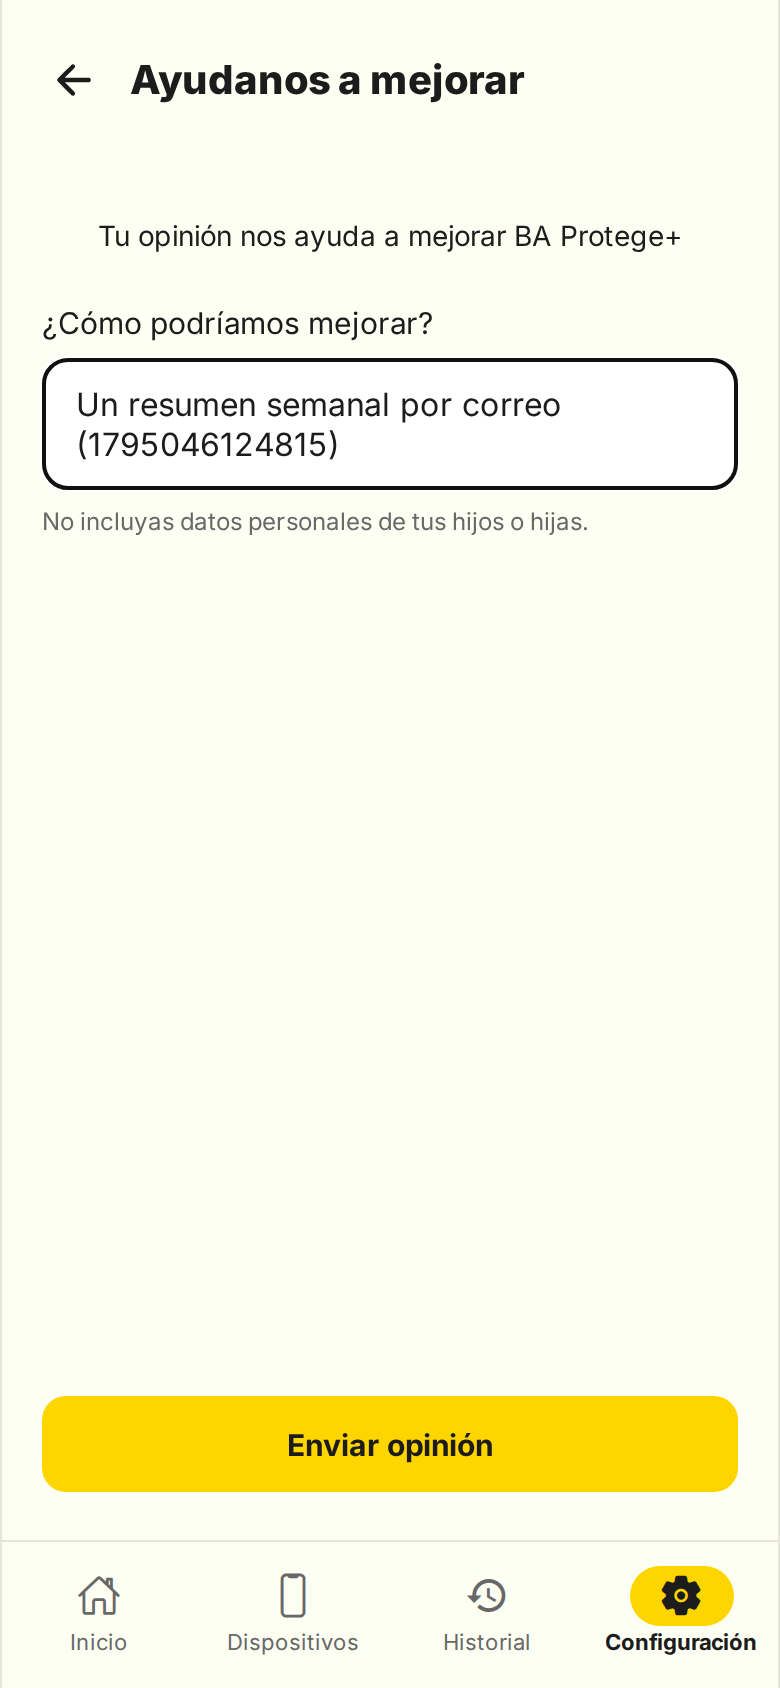 Ayudanos a mejorar
Tu opinión nos ayuda a mejorar BA Protege+
¿Cómo podríamos mejorar?
Un resumen semanal por correo
(1795046124815)
No incluyas datos personales de tus hijos o hijas.
Enviar opinión
Inicio
Dispositivos
Historial
Configuración